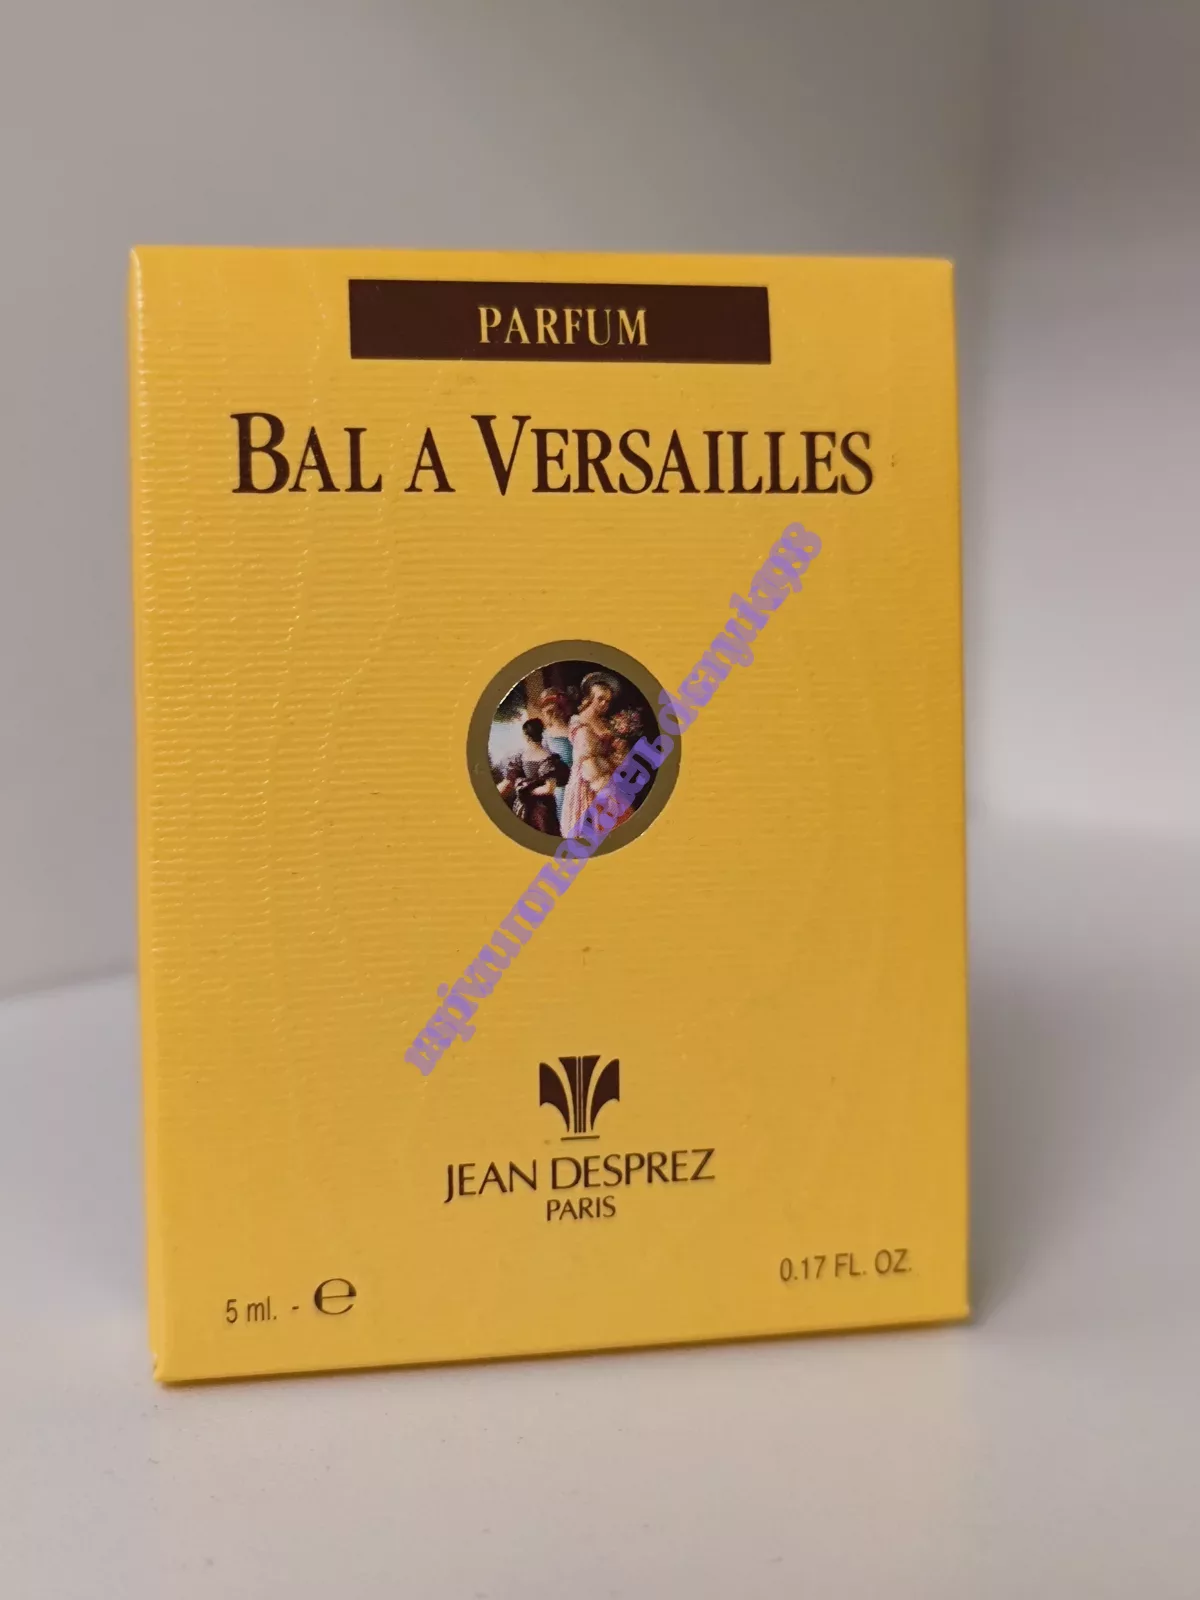 PARFUM
BAL A VERSAILLES
JEAN DESPREZ
PARIS
5 ml. - ℮
0.17 FL. OZ.